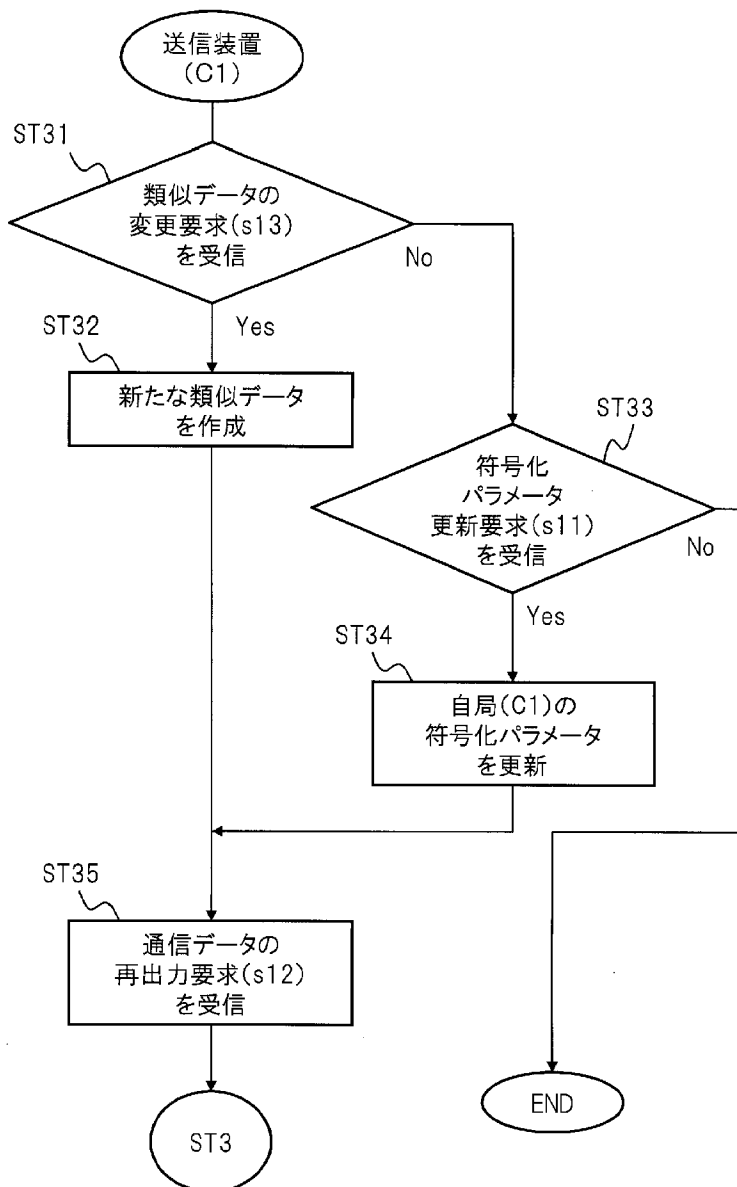 送信装置
(C1)
ST31
類似データの
変更要求(s13)
を受信
No
Yes
ST32
新たな類似データ
を作成
ST33
符号化
パラメータ
更新要求(s11)
を受信
No
Yes
ST34
自局(C1)の
符号化パラメータ
を更新
ST35
通信データの
再出力要求(s12)
を受信
END
ST3